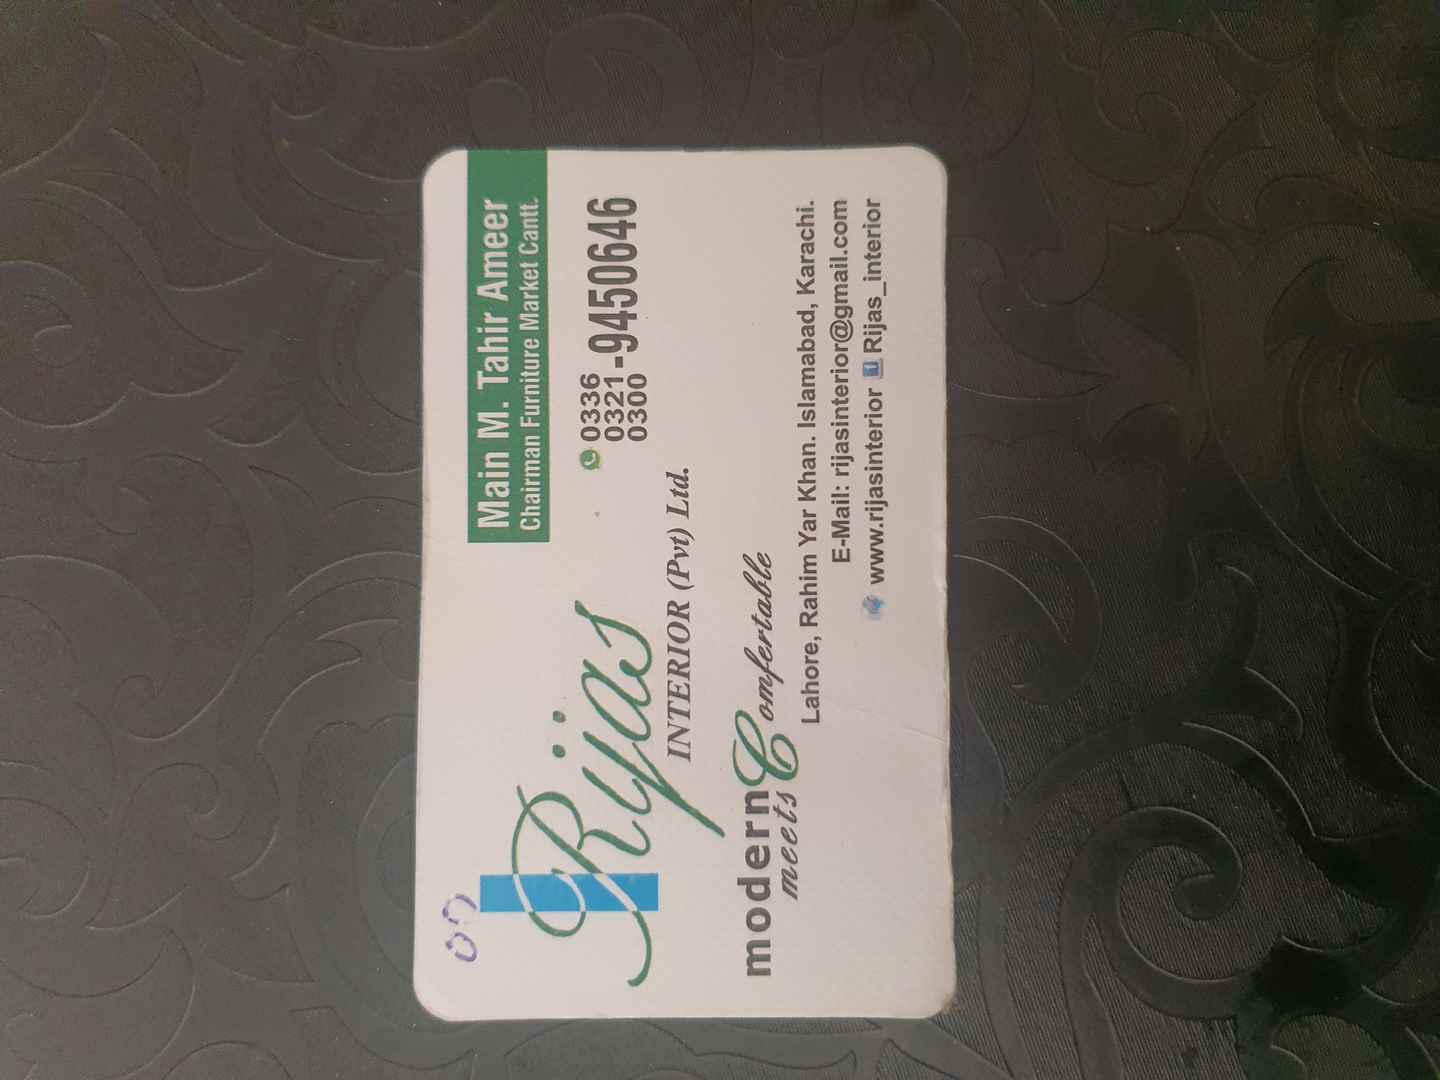 Main M. Tahir Ameer
Chairman Furniture Market Cantt.
Rijas
INTERIOR (Pvt) Ltd.
0336
0321-9450646
0300
modern Comfertable
meets
Lahore, Rahim Yar Khan. Islamabad, Karachi.
E-Mail: rijasinterior@gmail.com
www.rijasinterior Rijas_interior